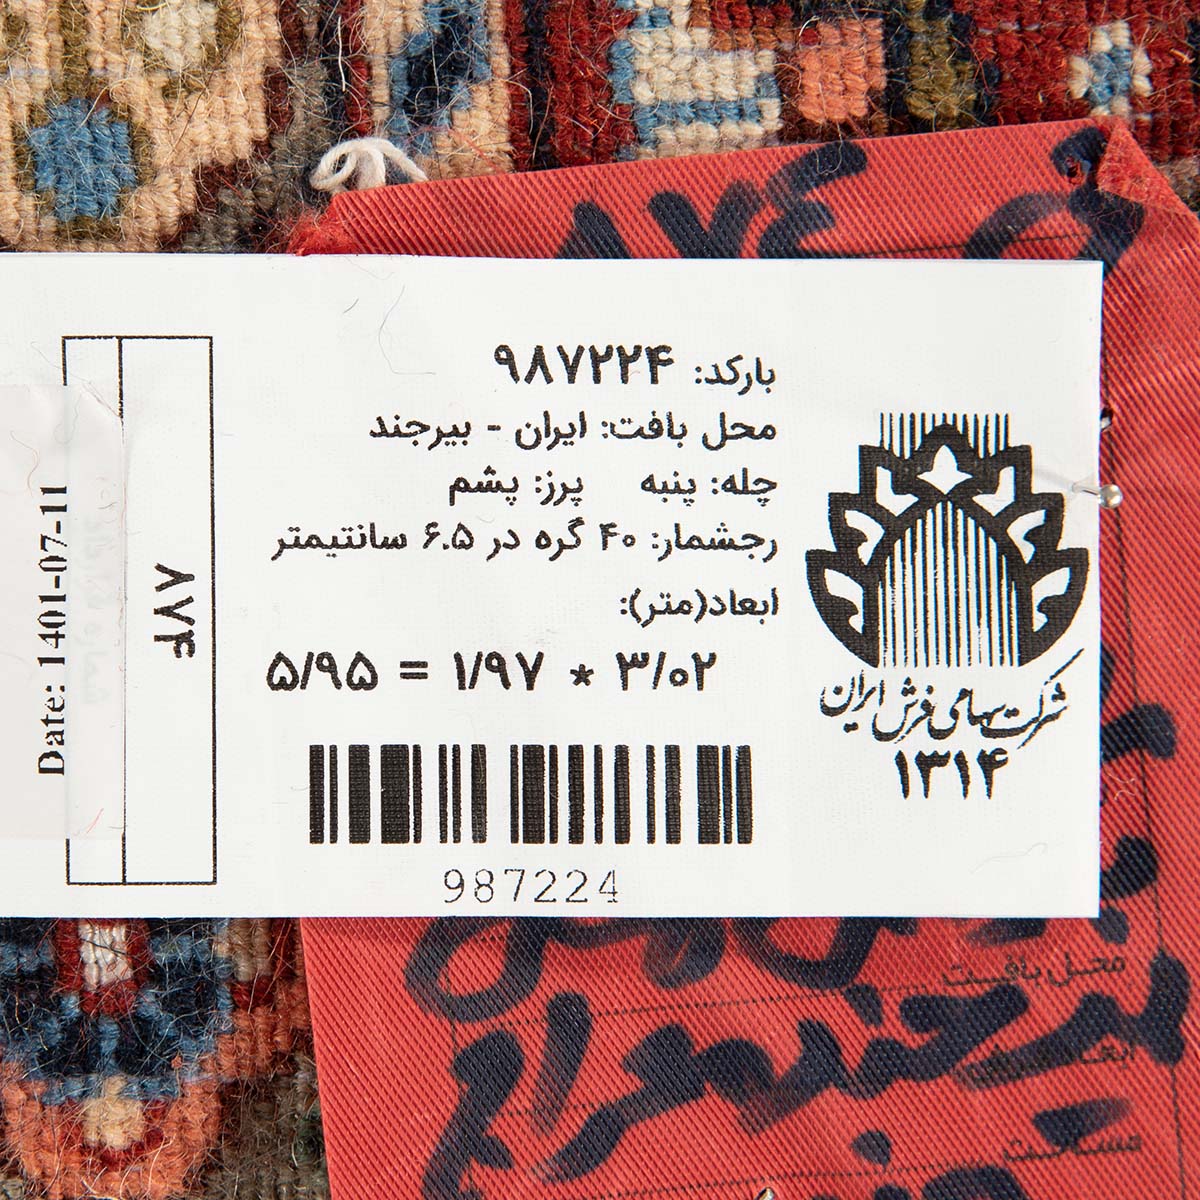 ۸۷۴
بارکد: ۹۸۷۲۲۴
محل بافت: ایران - بیرجند
چله: پنبه پرز: پشم
رجشمار: ۴۰ گره در ۶.۵ سانتیمتر
ابعاد(متر):
۳/۰۲ * ۱/۹۷ = ۵/۹۵
987224
شرکت سهامی فرش ایران
۱۳۱۴
۸۷۴
Date: 1401-07-11
محل بافت
مساحت